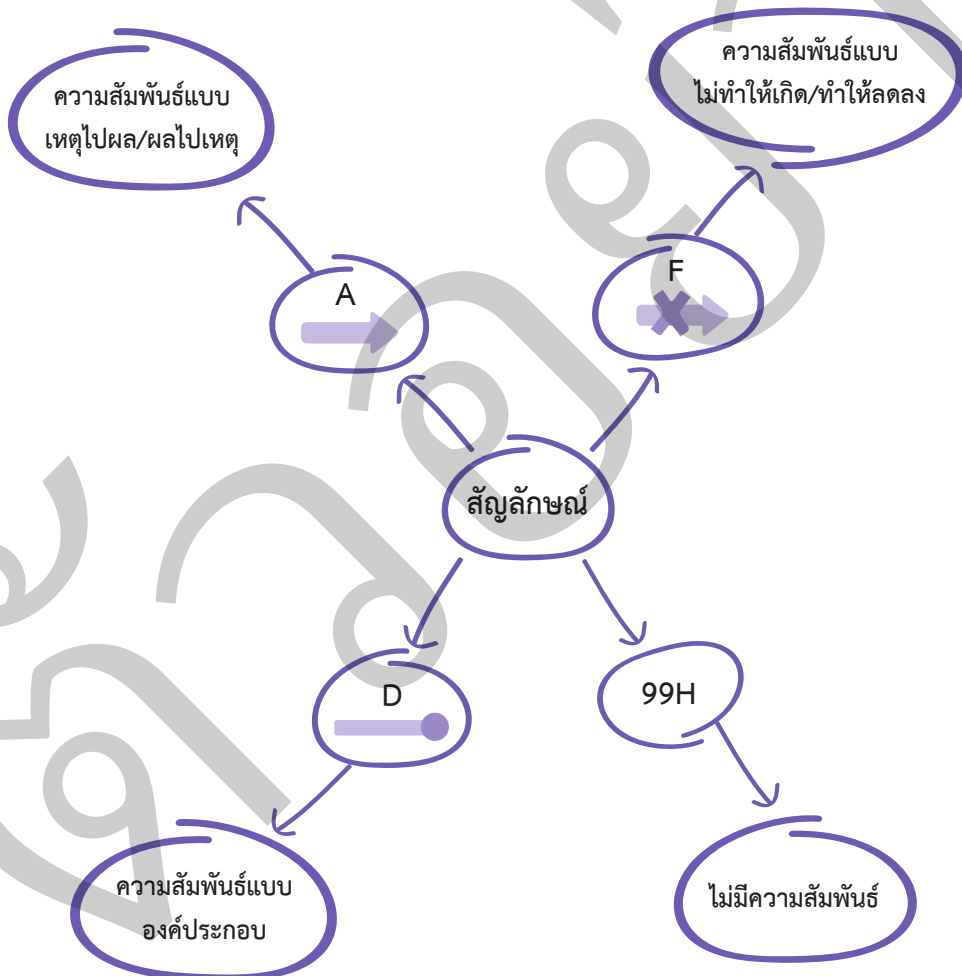 ความสัมพันธ์แบบ
เหตุไปผล/ผลไปเหตุ
ความสัมพันธ์แบบ
ไม่ทำให้เกิด/ทำให้ลดลง
A
F
สัญลักษณ์
D
99H
ความสัมพันธ์แบบ
องค์ประกอบ
ไม่มีความสัมพันธ์